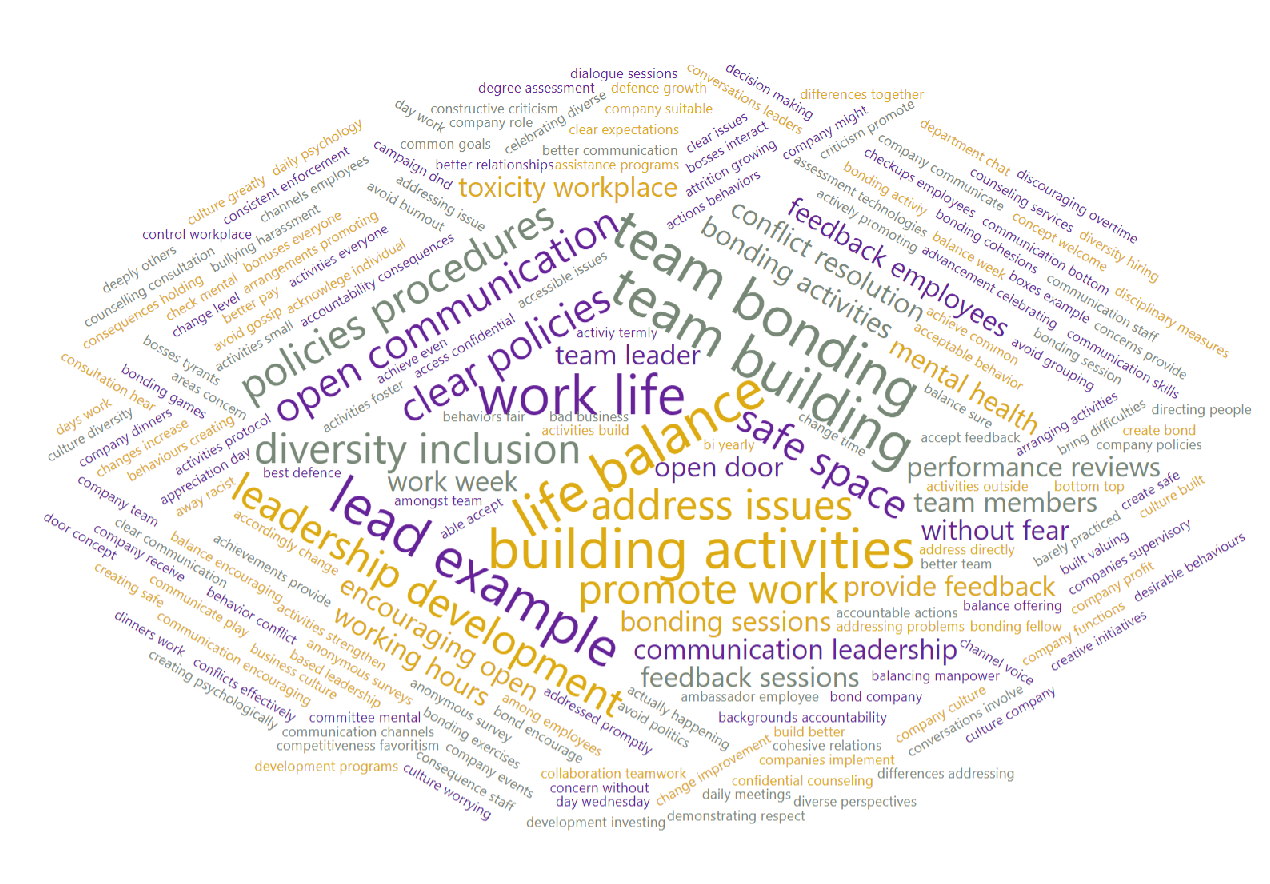 dialogue sessions
degree assessment
defence growth
conversations leaders
decision making
differences together
day work
constructive criticism
celebrating diverse
company suitable
company role
clear expectations
clear issues
company might
criticism promote
department chat
discouraging overtime
common goals
better communication
bosses interact
company communicate
counseling services
diversity hiring
culture greatly
daily psychology
campaign dnd
better relationships
assistance programs
attrition growing
assessment technologies
checkups employees
concept welcome
consistent enforcement
channels employees
addressing issue
toxicity workplace
actions behaviors
bonding activiy
communication bottom
disciplinary measures
control workplace
bullying harassment
avoid burnout
actively promoting
bonding cohesions
communication staff
deeply others
counselling consultation
bonuses everyone
arrangements promoting
policies procedures
open communication
team bonding
conflict resolution
feedback employees
balance week
boxes example
concerns provide
consequences holding
check mental
activities everyone
acknowledge individual
accountability consequences
accessible issues
bonding activities
advancement celebrating
communication skills
change level
better pay
avoid gossip
activities small
clear policies
team building
achieve common
acceptable behavior
avoid grouping
bonding session
bosses tyrants
areas concern
achieve even
access confidential
activiy termly
team leader
mental health
balance sure
consultation hear
bonding games
activities foster
work life
behaviors fair
bad business
activities build
life balance
safe space
change time
accept feedback
arranging activities
bring difficulties
directing people
create bond
company policies
days work
culture diversity
company dinners
changes increase
behaviours creating
activities protocol
appreciation day
away racist
diversity inclusion
best defence
work week
amongst team
able accept
bi yearly
open door
performance reviews
activities outside
bottom top
team members
create safe
culture built
company team
door concept
company receive
clear communication
leadership development
lead example
address issues
without fear
address directly
better team
barely practiced
built valuing
companies supervisory
desirable behaviours
balance encouraging
achievements provide
accordingly change
building activities
promote work
provide feedback
company profit
creating safe
communicate play
behavior conflict
activities strengthen
encouraging open
working hours
accountable actions
balance offering
bonding sessions
addressing problems
bonding fellow
company functions
creative initiatives
dinners work
communication encouraging
business culture
based leadership
anonymous surveys
communication leadership
channel voice
creating psychologically
conflicts effectively
feedback sessions
balancing manpower
anonymous survey
among employees
addressed promptly
actually happening
avoid politics
ambassador employee
bond company
company culture
conversations involve
culture company
committee mental
communication channels
competitiveness favoritism
development programs
bonding exercises
bond encourage
backgrounds accountability
build better
cohesive relations
companies implement
culture worrying
consequence staff
company events
collaboration teamwork
concern without
day wednesday
change improvement
confidential counseling
differences addressing
daily meetings
diverse perspectives
development investing
demonstrating respect